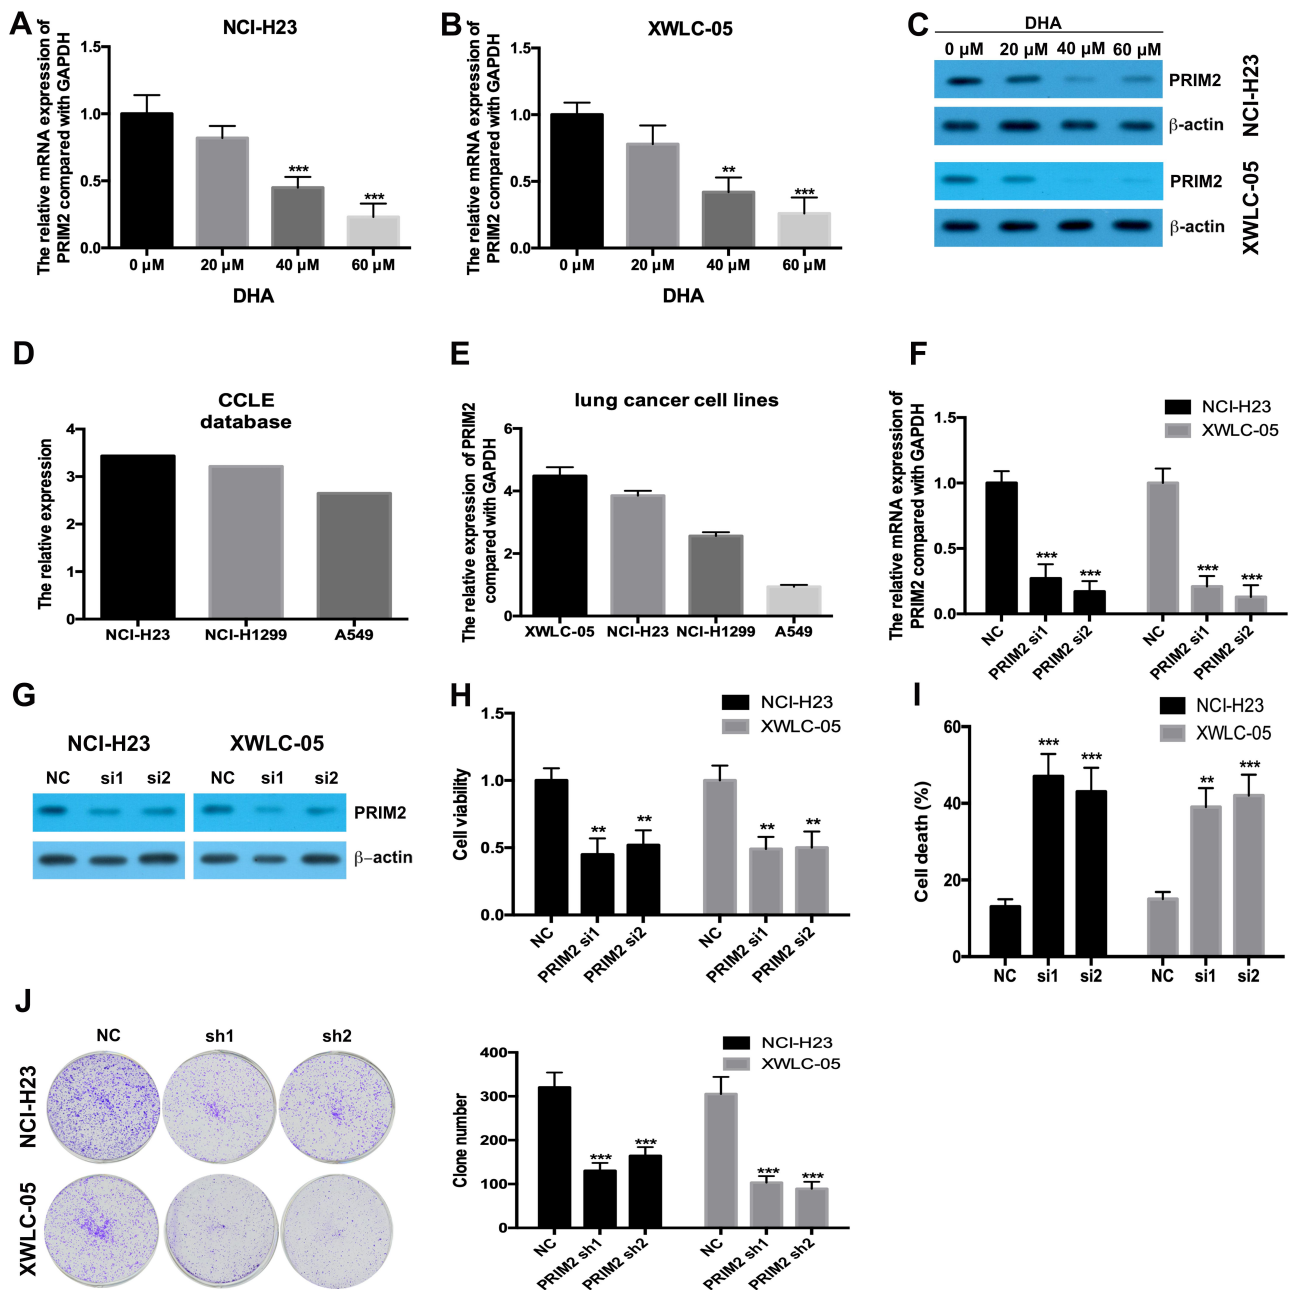 A
NCI-H23
The relative mRNA expression of
PRIM2 compared with GAPDH
1.5
1.0
0.5
0.0
***
***
0 μM
20 μM
40 μM
60 μM
DHA
B
XWLC-05
The relative mRNA expression of
PRIM2 compared with GAPDH
1.5
1.0
0.5
0.0
**
***
0 μM
20 μM
40 μM
60 μM
DHA
C
DHA
0 μM
20 μM
40 μM
60 μM
PRIM2
β-actin
NCI-H23
PRIM2
β-actin
XWLC-05
D
CCLE
database
The relative expression
4
3
2
1
0
NCI-H23
NCI-H1299
A549
E
lung cancer cell lines
The relative expression of PRIM2
compared with GAPDH
6
4
2
0
XWLC-05
NCI-H23
NCI-H1299
A549
F
NCI-H23
XWLC-05
The relative mRNA expression of
PRIM2 compared with GAPDH
1.5
1.0
0.5
0.0
***
***
***
***
NC
PRIM2 si1
PRIM2 si2
NC
PRIM2 si1
PRIM2 si2
G
NCI-H23
XWLC-05
NC
si1
si2
NC
si1
si2
PRIM2
β−actin
H
NCI-H23
XWLC-05
Cell viability
1.5
1.0
0.5
0.0
**
**
**
**
NC
PRIM2 si1
PRIM2 si2
NC
PRIM2 si1
PRIM2 si2
I
NCI-H23
XWLC-05
Cell death (%)
60
40
20
0
***
***
**
***
NC
si1
si2
NC
si1
si2
J
NC
sh1
sh2
NCI-H23
XWLC-05
NCI-H23
XWLC-05
Clone number
400
300
200
100
0
***
***
***
***
NC
PRIM2 sh1
PRIM2 sh2
NC
PRIM2 sh1
PRIM2 sh2